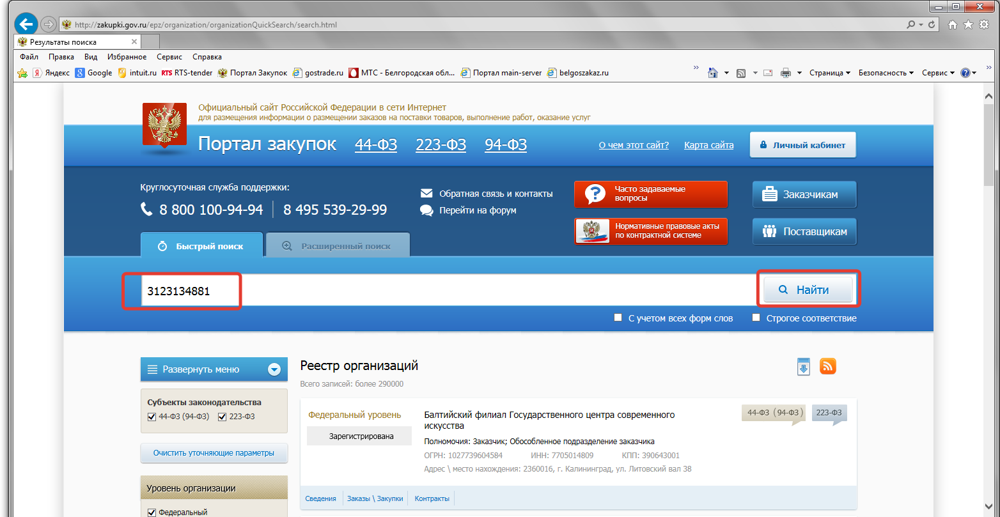 http://zakupki.gov.ru/epz/organization/organizationQuickSearch/search.html
Результаты поиска
Файл Правка Вид Избранное Сервис Справка
Яндекс Google intuit.ru RTS RTS-tender Портал Закупок gostrade.ru МТС - Белгородская обл... Портал main-server belgoszakaz.ru » Страница Безопасность Сервис »
Официальный сайт Российской Федерации в сети Интернет
для размещения информации о размещении заказов на поставки товаров, выполнение работ, оказание услуг
Портал закупок 44-ФЗ 223-ФЗ 94-ФЗ О чем этот сайт? Карта сайта Личный кабинет
Круглосуточная служба поддержки:
8 800 100-94-94 8 495 539-29-99
Обратная связь и контакты
Перейти на форум
Часто задаваемые
вопросы
Нормативные правовые акты
по контрактной системе
Заказчикам
Поставщикам
Быстрый поиск Расширенный поиск
3123134881 Найти
С учетом всех форм слов Строгое соответствие
Развернуть меню
Субъекты законодательства
44-ФЗ (94-ФЗ) 223-ФЗ
Очистить уточняющие параметры
Уровень организации
Федеральный
Реестр организаций
Всего записей: более 290000
Федеральный уровень
Зарегистрирована
Балтийский филиал Государственного центра современного
искусства
44-ФЗ (94-ФЗ) 223-ФЗ
Полномочия: Заказчик; Обособленное подразделение заказчика
ОГРН: 1027739604584 ИНН: 7705014809 КПП: 390643001
Адрес \ место нахождения: 2360016, г. Калининград, ул. Литовский вал 38
Сведения Заказы \ Закупки Контракты